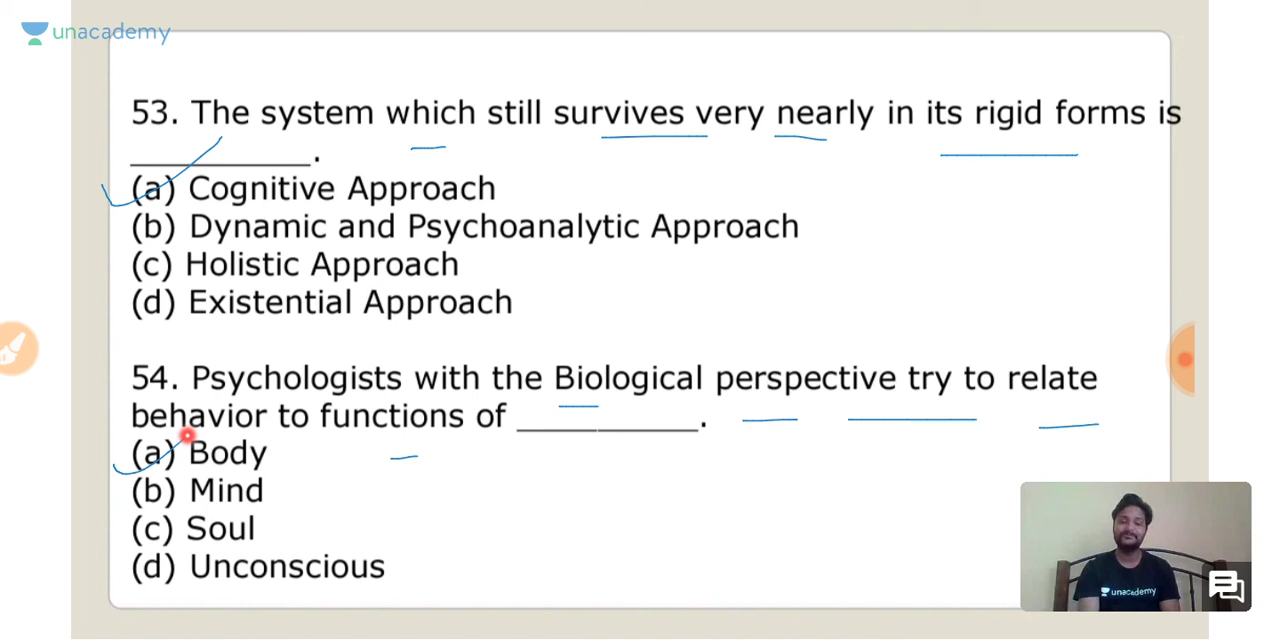 unacademy
53. The system which still survives very nearly in its rigid forms is
__________.
(a) Cognitive Approach
(b) Dynamic and Psychoanalytic Approach
(c) Holistic Approach
(d) Existential Approach
54. Psychologists with the Biological perspective try to relate
behavior to functions of __________.
(a) Body
(b) Mind
(c) Soul
(d) Unconscious
unacademy